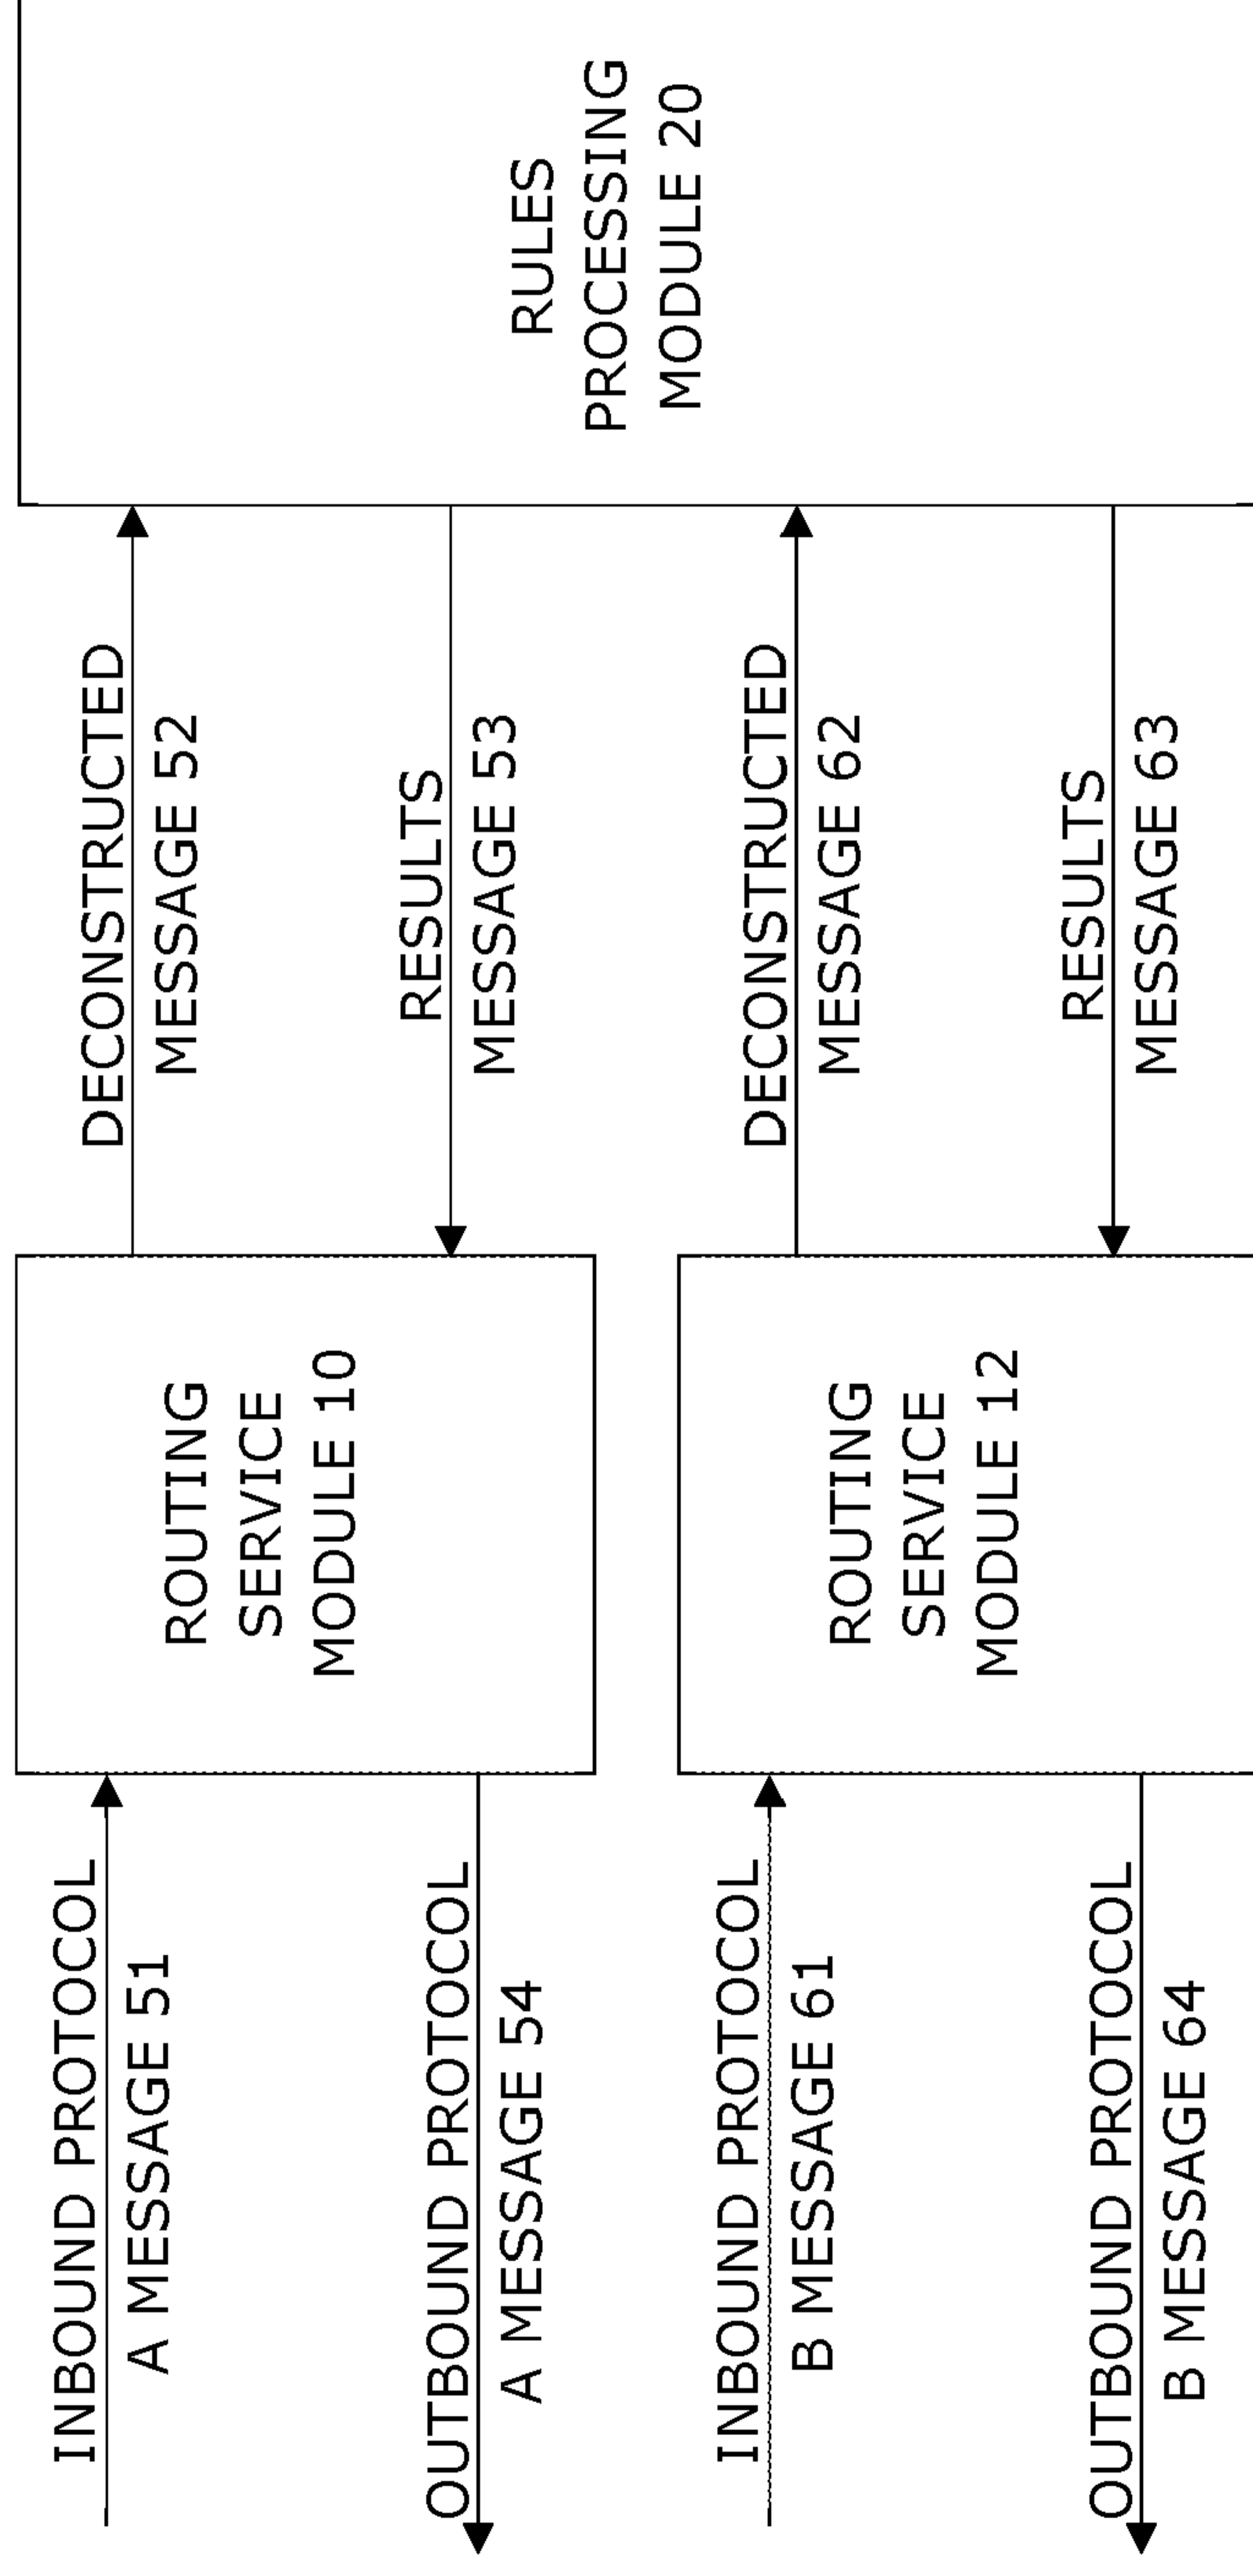 INBOUND PROTOCOL
A MESSAGE 51
OUTBOUND PROTOCOL
A MESSAGE 54
ROUTING
SERVICE
MODULE 10
DECONSTRUCTED
MESSAGE 52
RESULTS
MESSAGE 53
INBOUND PROTOCOL
B MESSAGE 61
OUTBOUND PROTOCOL
B MESSAGE 64
ROUTING
SERVICE
MODULE 12
DECONSTRUCTED
MESSAGE 62
RESULTS
MESSAGE 63
RULES
PROCESSING
MODULE 20